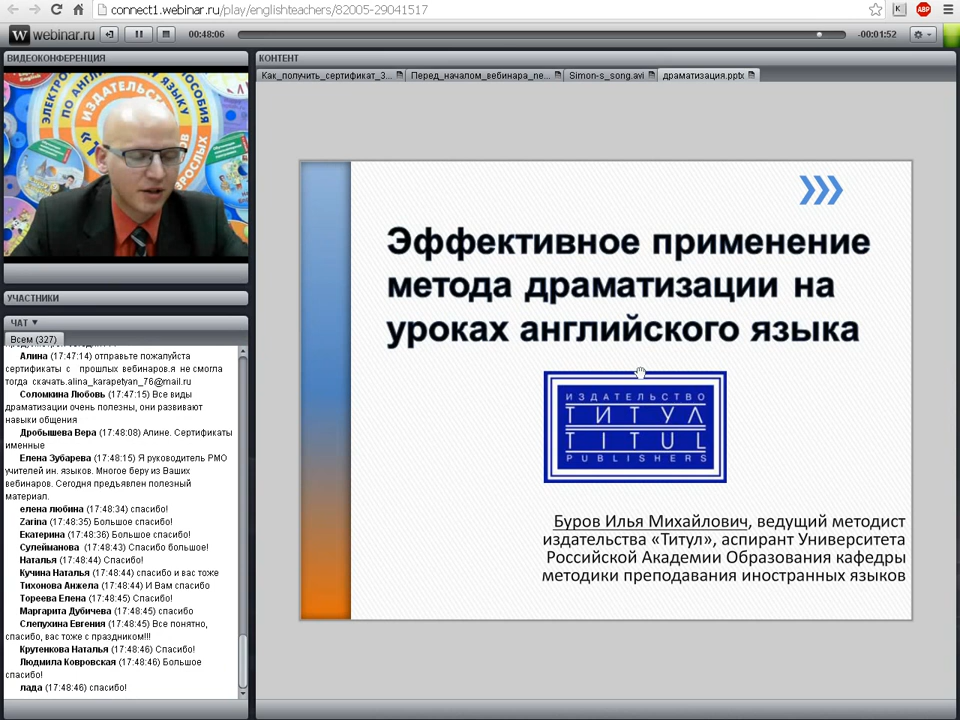 connect1.webinar.ru/play/englishteachers/82005-29041517
K
ABP
W webinar.ru
00:48:06
-00:01:52
ВИДЕОКОНФЕРЕНЦИЯ
ИЗДАТЕЛЬСТВО
УЧАСТНИКИ
ЧАТ
Всем (327)
Алина (17:47:14) отправьте пожалуйста
сертификаты с прошлых вебинаров.я не смогла
тогда скачать.alina_karapetyan_76@mail.ru
Соломкина Любовь (17:47:15) Все виды
драматизации очень полезны, они развивают
навыки общения
Дробышева Вера (17:48:08) Алине. Сертификаты
именные
Елена Зубарева (17:48:15) Я руководитель РМО
учителей ин. языков. Многое беру из Ваших
вебинаров. Сегодня предъявлен полезный
материал.
елена любина (17:48:34) спасибо!
Zarina (17:48:35) Большое спасибо!
Екатерина (17:48:36) Большое спасибо!
Сулейманова (17:48:43) Спасибо большое!
Наталья (17:48:44) Спасибо!
Кучина Наталья (17:48:44) спасибо и вас тоже
Тихонова Анжела (17:48:44) И Вам спасибо
Тореева Елена (17:48:45) Спасибо!
Маргарита Дубичева (17:48:45) спасибо
Слепухина Евгения (17:48:45) Все понятно,
спасибо, вас тоже с праздником!!!
Крутенкова Наталья (17:48:46) Спасибо!
Людмила Ковровская (17:48:46) Большое
спасибо!
лада (17:48:46) спасибо!
КОНТЕНТ
Как_получить_сертификат_3... Перед_началом_вебинара_пе... Simon-s_song.avi драматизация.pptx
Эффективное применение
метода драматизации на
уроках английского языка
ИЗДАТЕЛЬСТВО
ТИТУЛ
TITUL
PUBLISHERS
Буров Илья Михайлович, ведущий методист
издательства «Титул», аспирант Университета
Российской Академии Образования кафедры
методики преподавания иностранных языков